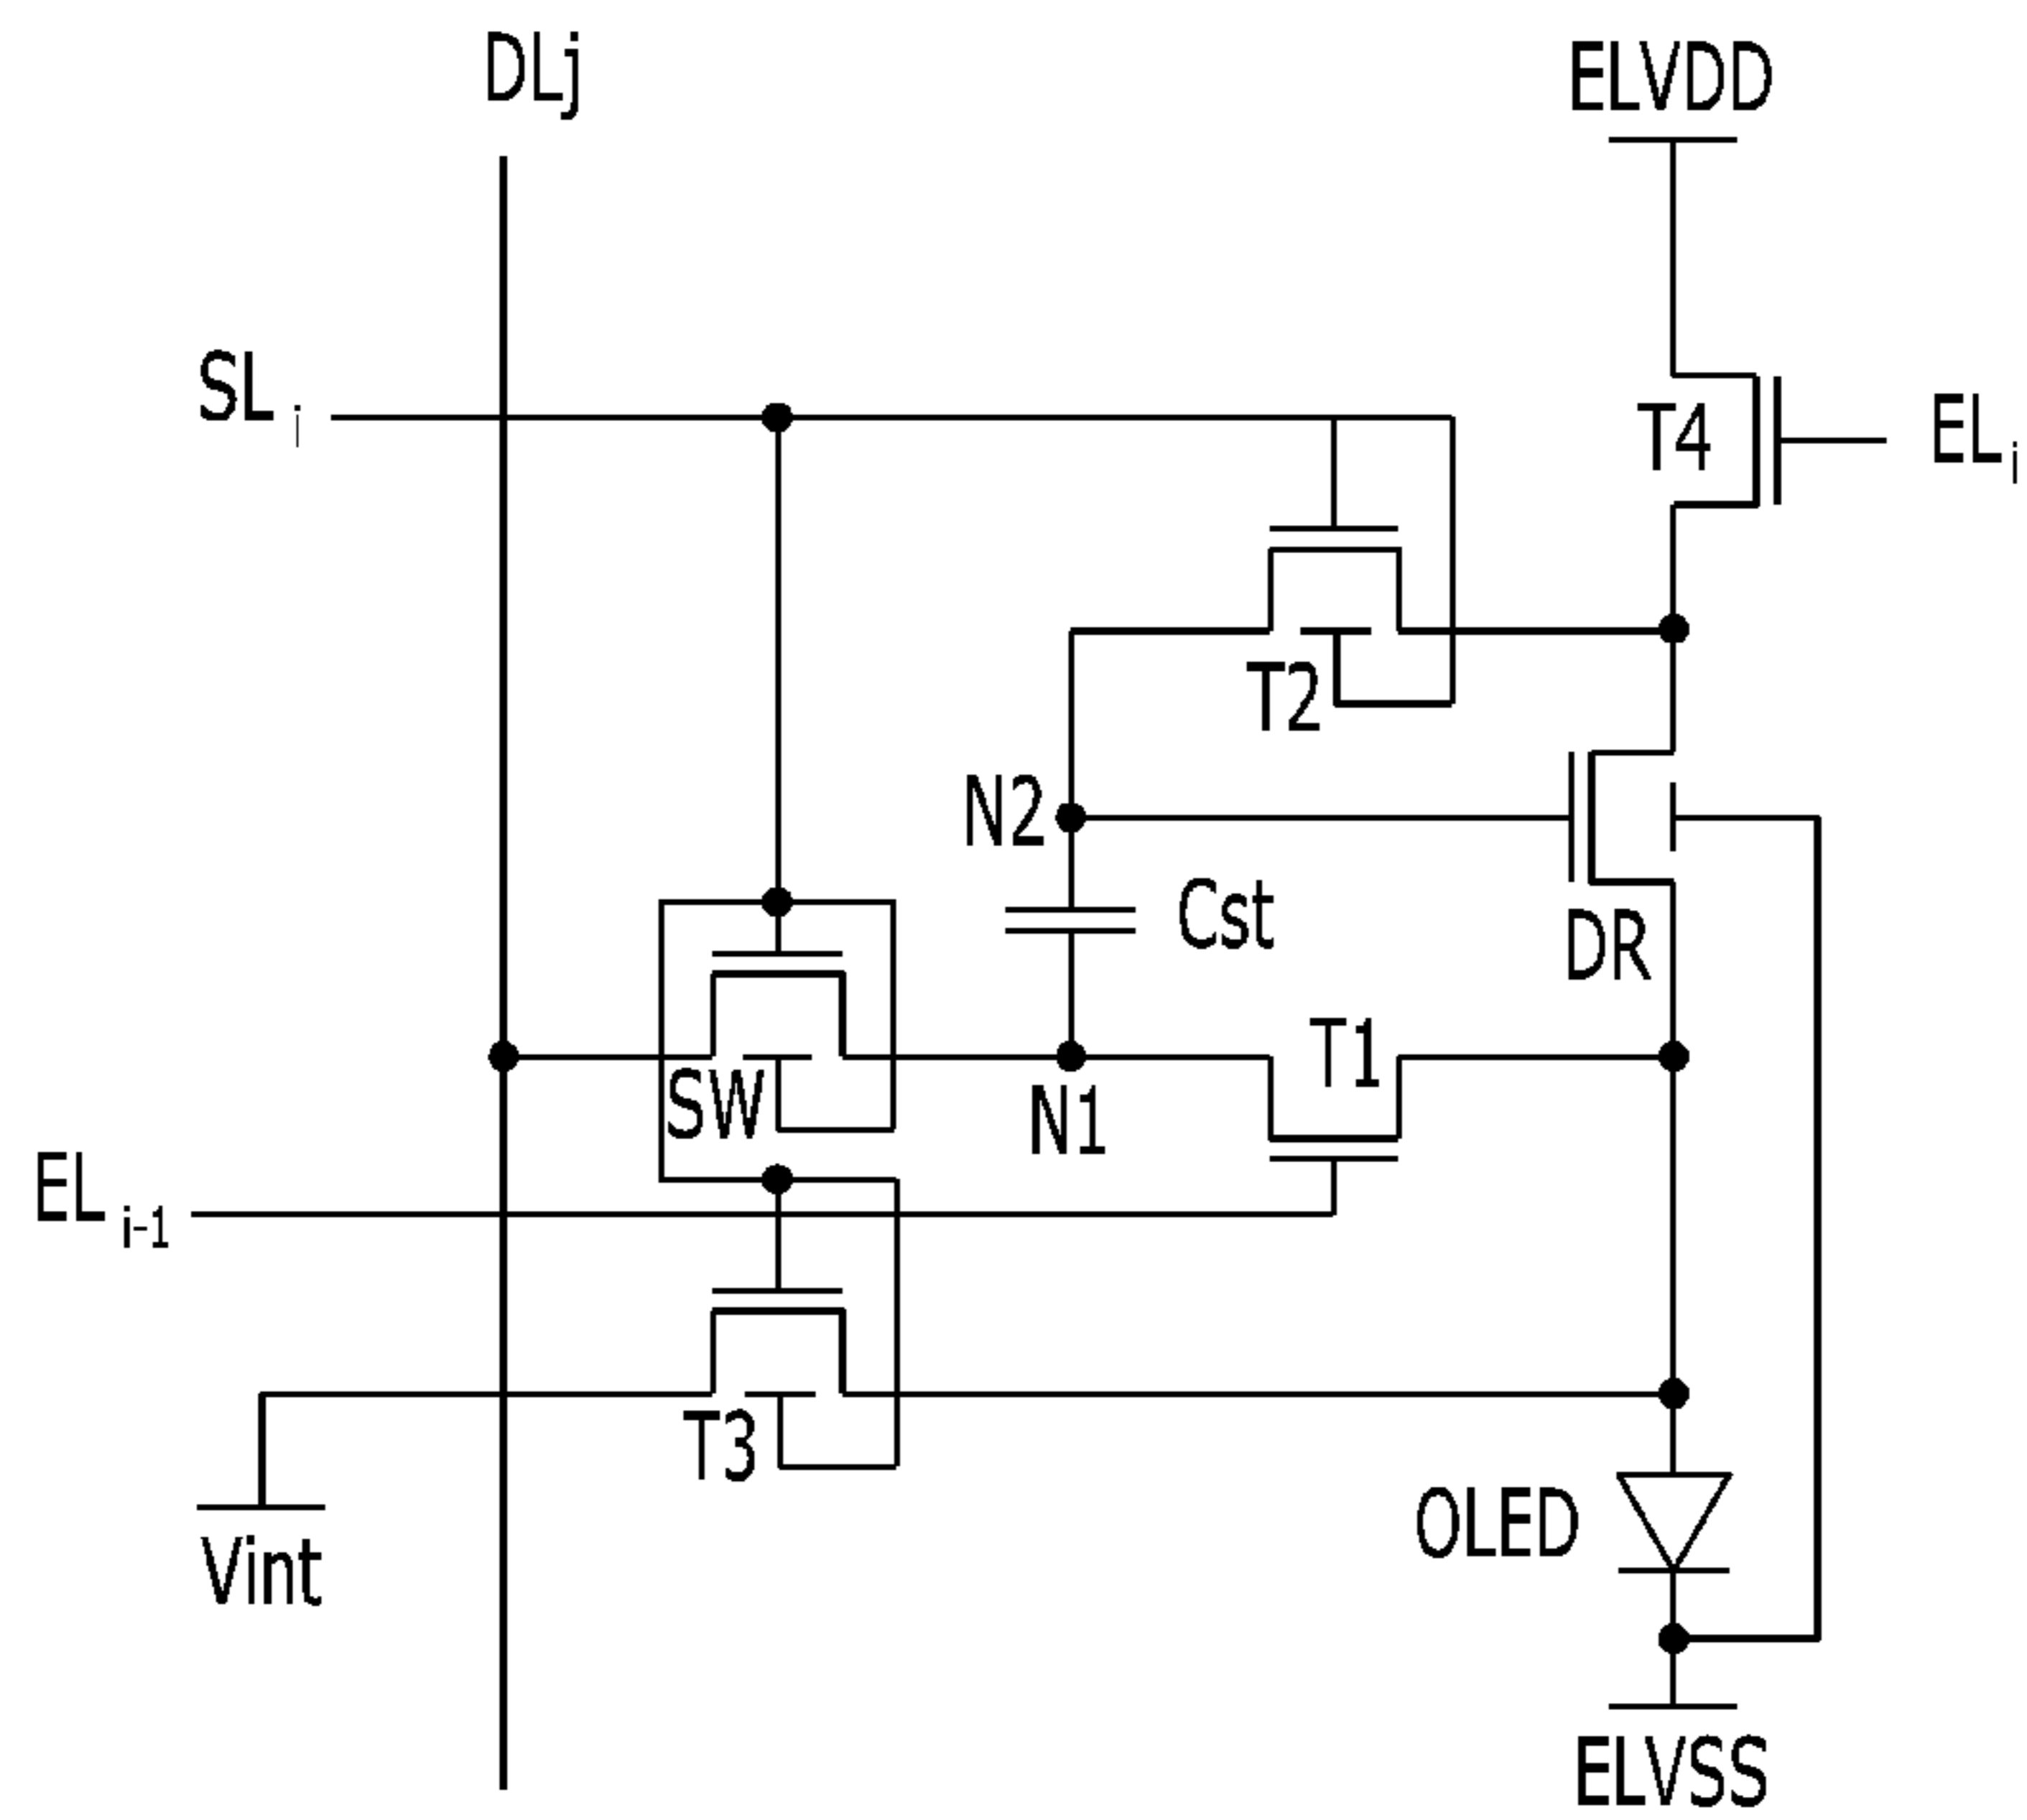 DLj
ELVDD
SL i
T4
EL i
T2
N2
Cst
DR
T1
SW
N1
EL i-1
T3
OLED
Vint
ELVSS